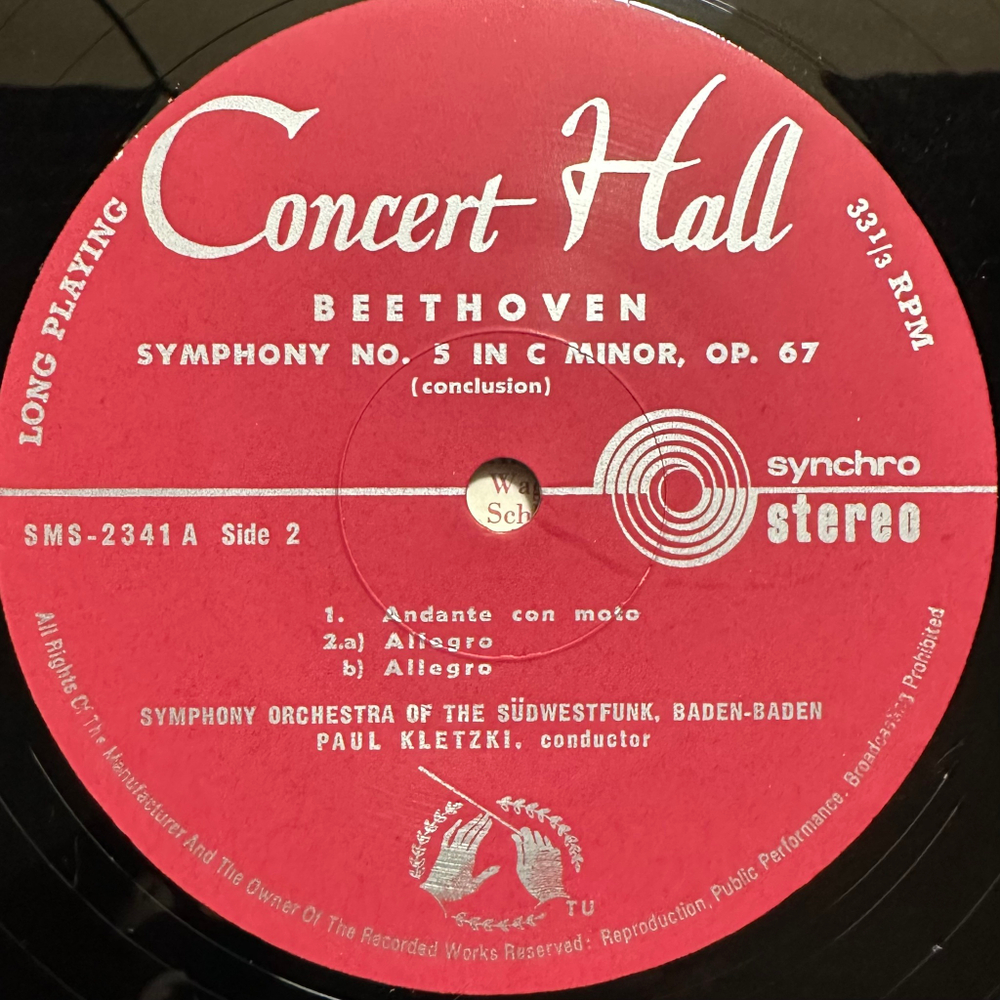 Concert Hall
LONG PLAYING
33 1/3 RPM
BEETHOVEN
SYMPHONY NO. 5 IN C MINOR, OP. 67
(conclusion)
synchro
stereo
SMS-2341 A Side 2
Wa
Sch
1. Andante con moto
2.a) Allegro
b) Allegro
SYMPHONY ORCHESTRA OF THE SÜDWESTFUNK, BADEN-BADEN
PAUL KLETZKI, conductor
TU
All Rights Of The Manufacturer And The Owner Of The Recorded Works Reserved: Reproduction, Public Performance, Broadcasting Prohibited